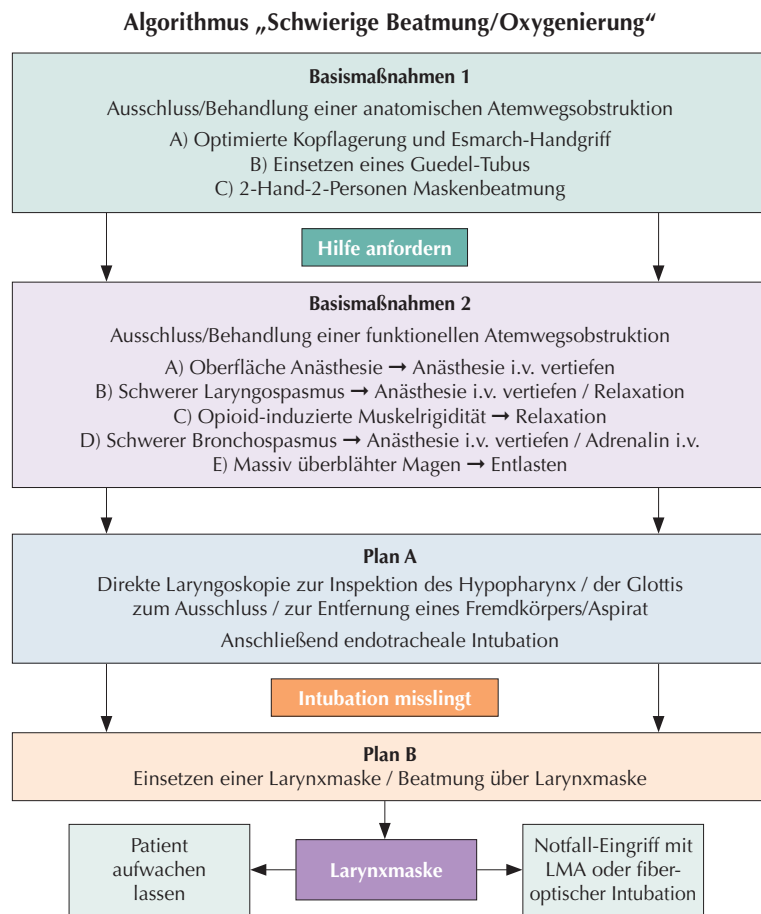 Algorithmus „Schwierige Beatmung/Oxygenierung“
Basismaßnahmen 1
Ausschluss/Behandlung einer anatomischen Atemwegsobstruktion
A) Optimierte Kopflagerung und Esmarch-Handgriff
B) Einsetzen eines Guedel-Tubus
C) 2-Hand-2-Personen Maskenbeatmung
Hilfe anfordern
Basismaßnahmen 2
Ausschluss/Behandlung einer funktionellen Atemwegsobstruktion
A) Oberfläche Anästhesie → Anästhesie i.v. vertiefen
B) Schwerer Laryngospasmus → Anästhesie i.v. vertiefen / Relaxation
C) Opioid-induzierte Muskelrigidität → Relaxation
D) Schwerer Bronchospasmus → Anästhesie i.v. vertiefen / Adrenalin i.v.
E) Massiv überblähter Magen → Entlasten
Plan A
Direkte Laryngoskopie zur Inspektion des Hypopharynx / der Glottis
zum Ausschluss / zur Entfernung eines Fremdkörpers/Aspirat
Anschließend endotracheale Intubation
Intubation misslingt
Plan B
Einsetzen einer Larynxmaske / Beatmung über Larynxmaske
Patient
aufwachen
lassen
Larynxmaske
Notfall-Eingriff mit
LMA oder fiber-
optischer Intubation